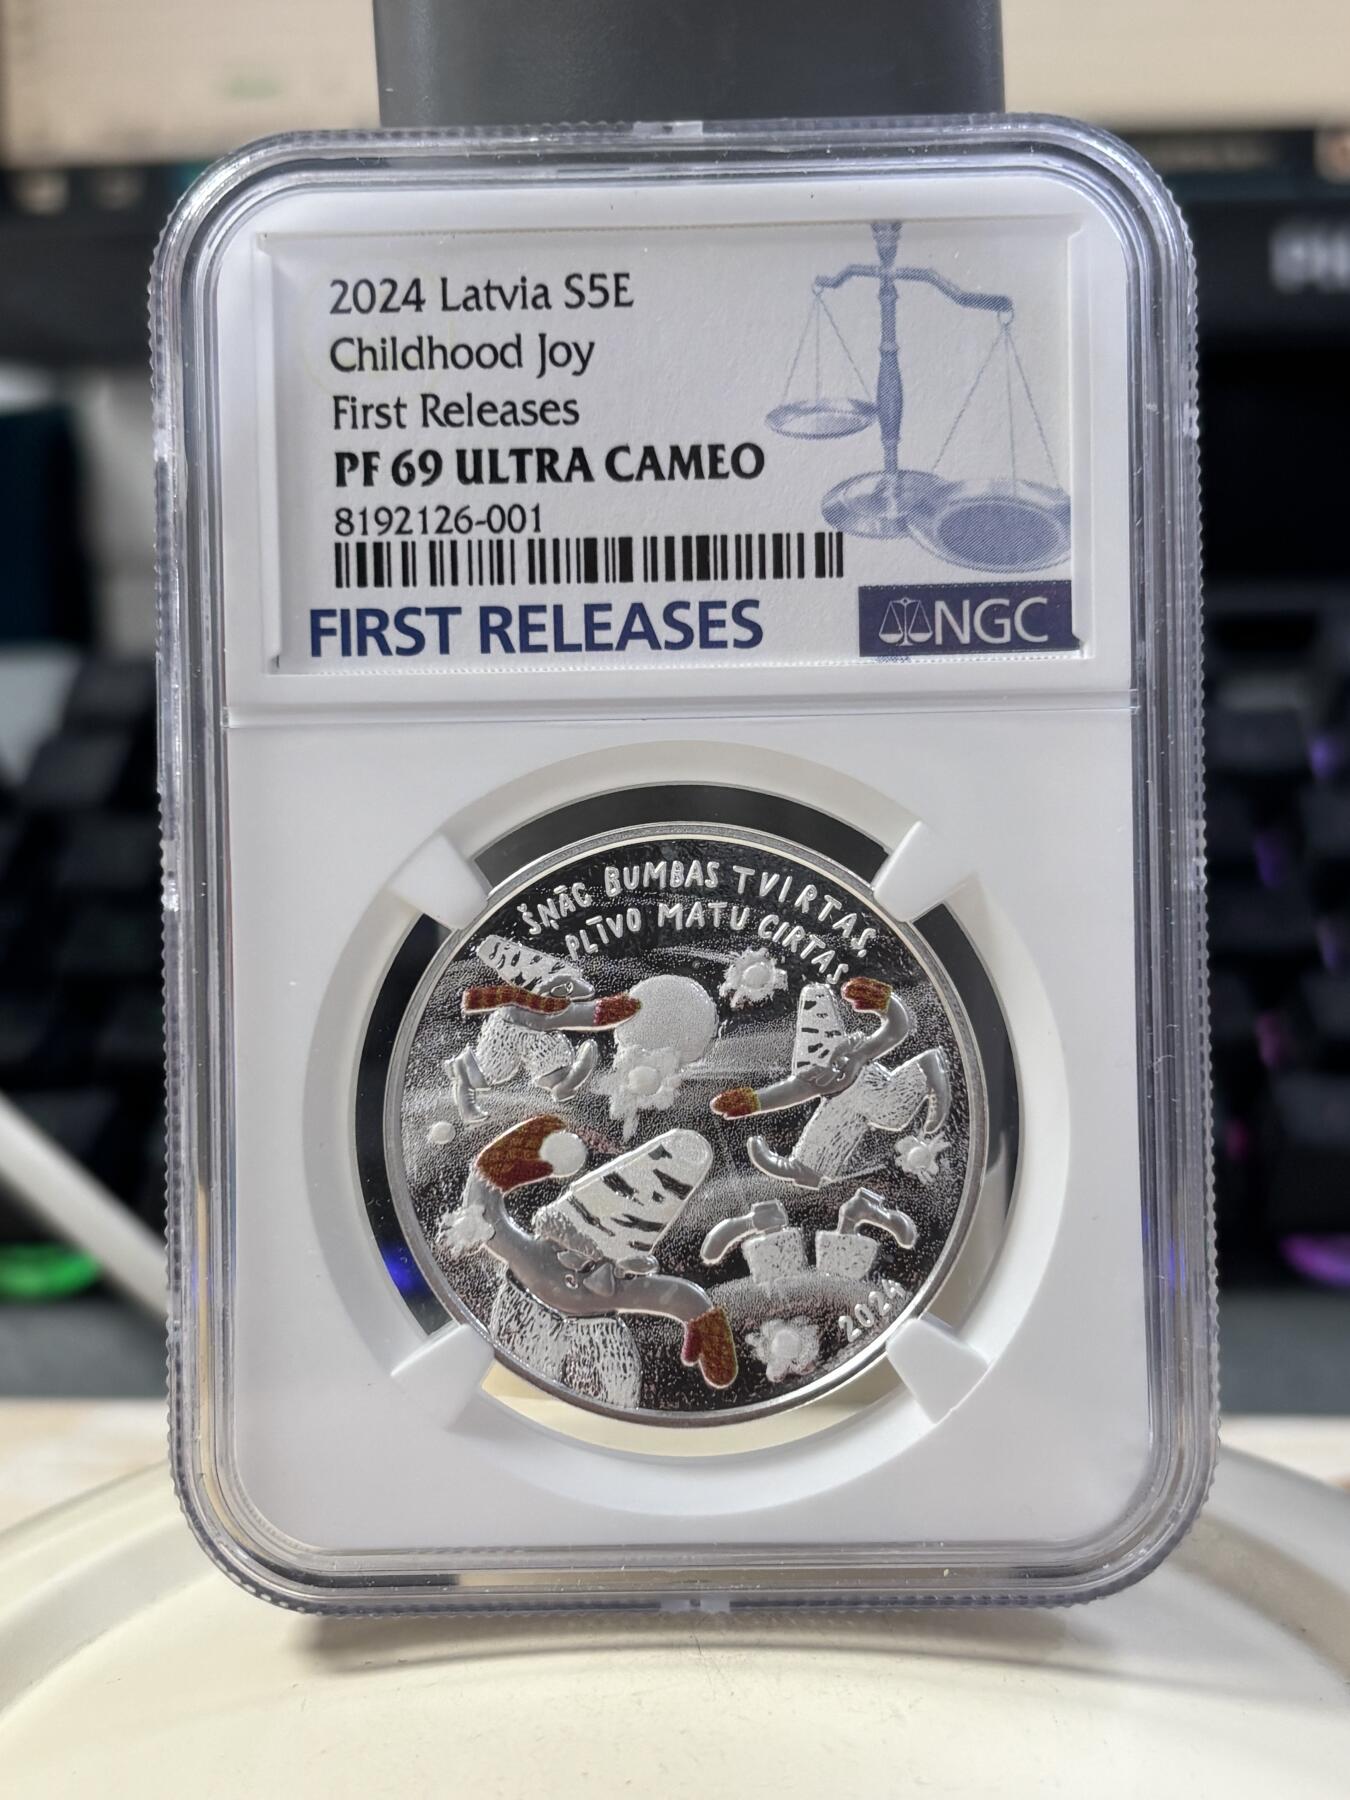 2024 Latvia S5E
Childhood Joy
First Releases
PF 69 ULTRA CAMEO
8192126-001
FIRST RELEASES
NGC
ŠŅĀC BUMBAS TVIRTAS,
PLĪVO MATU CIRTAS
2024